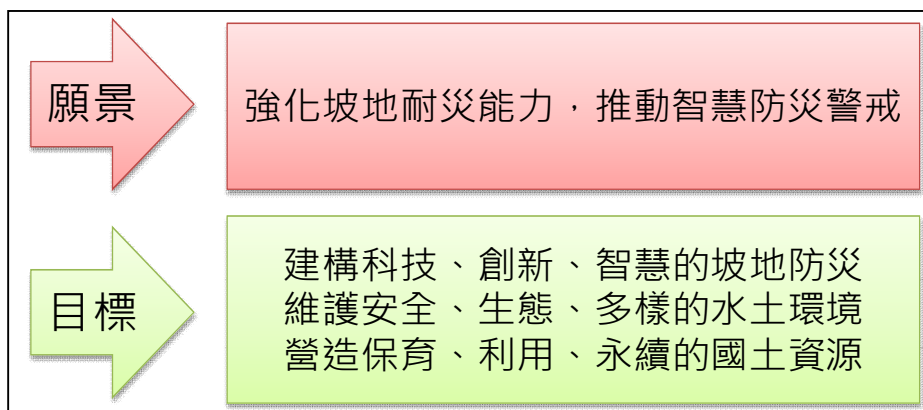 願景
強化坡地耐災能力，推動智慧防災警戒
目標
建構科技、創新、智慧的坡地防災
維護安全、生態、多樣的水土環境
營造保育、利用、永續的國土資源